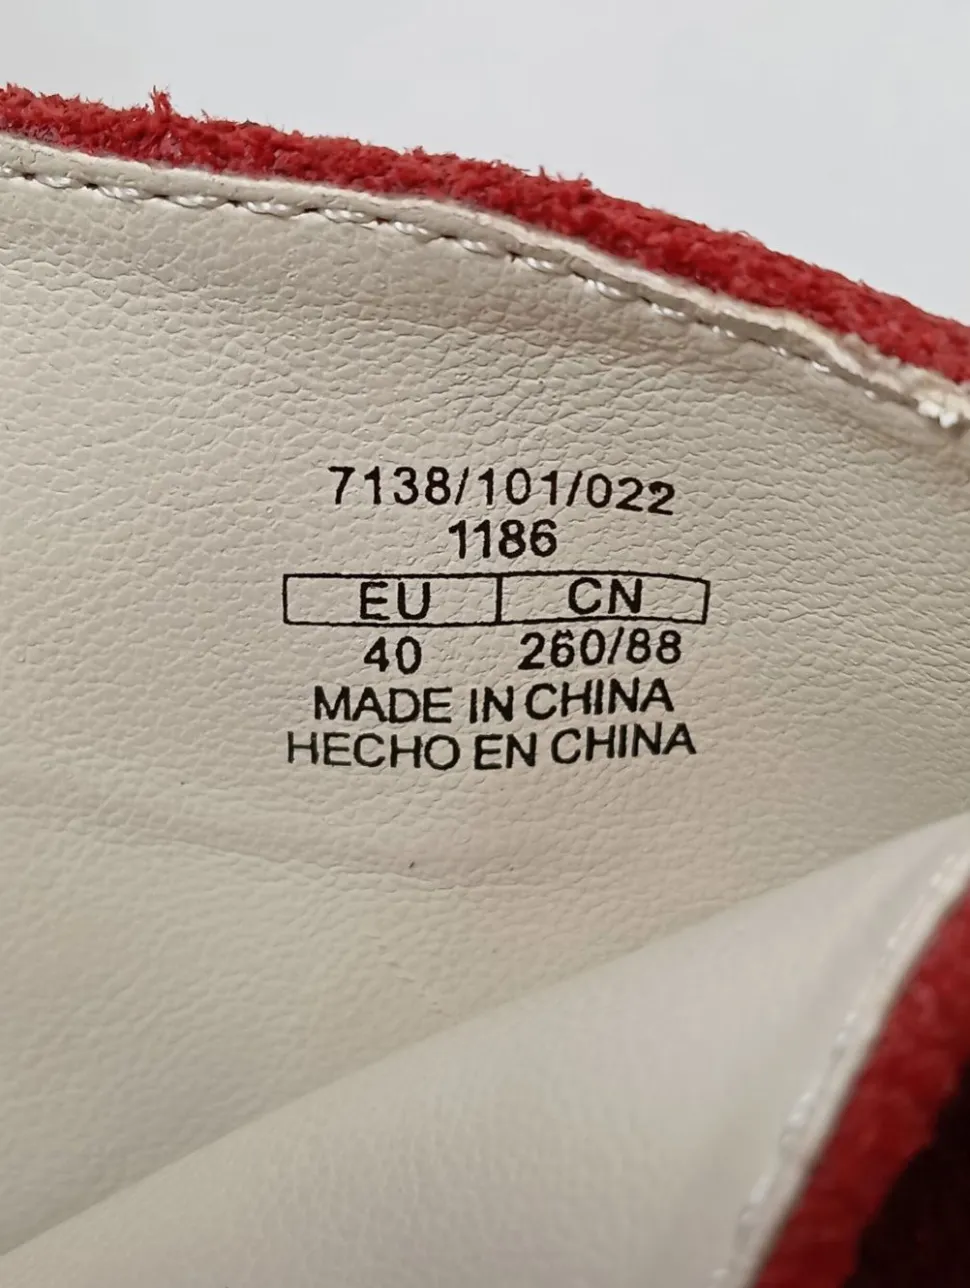 7138/101/022
1186
EU CN
40 260/88
MADE IN CHINA
HECHO EN CHINA